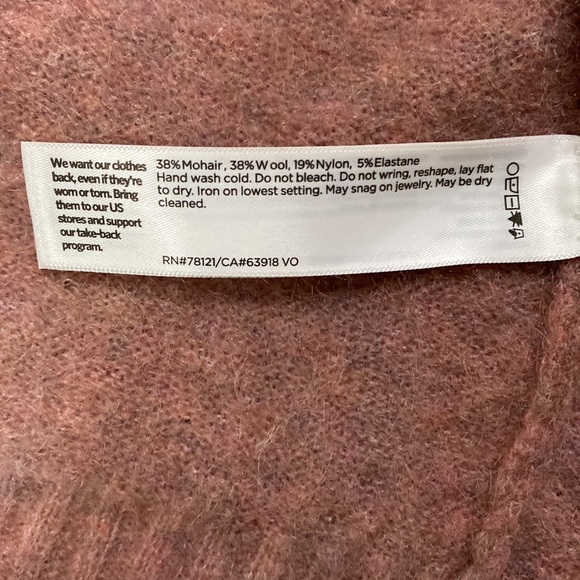 We want our clothes
back, even if they're
worn or torn. Bring
them to our US
stores and support
our take-back
program.
38% Mohair, 38% Wool, 19% Nylon, 5% Elastane
Hand wash cold. Do not bleach. Do not wring, reshape, lay flat
to dry. Iron on lowest setting. May snag on jewelry. May be dry
cleaned.
RN#78121/CA#63918 VO